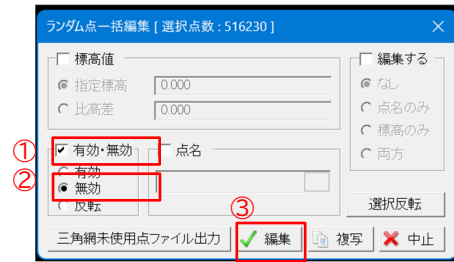 ランダム点一括編集 [ 選択点数 : 516230 ]
標高値
編集する
指定標高
0.000
なし
比高差
0.000
点名のみ
標高のみ
両方
① 有効・無効
点名
有効
② 無効
反転
選択反転
③
三角網未使用点ファイル出力
編集
複写
中止